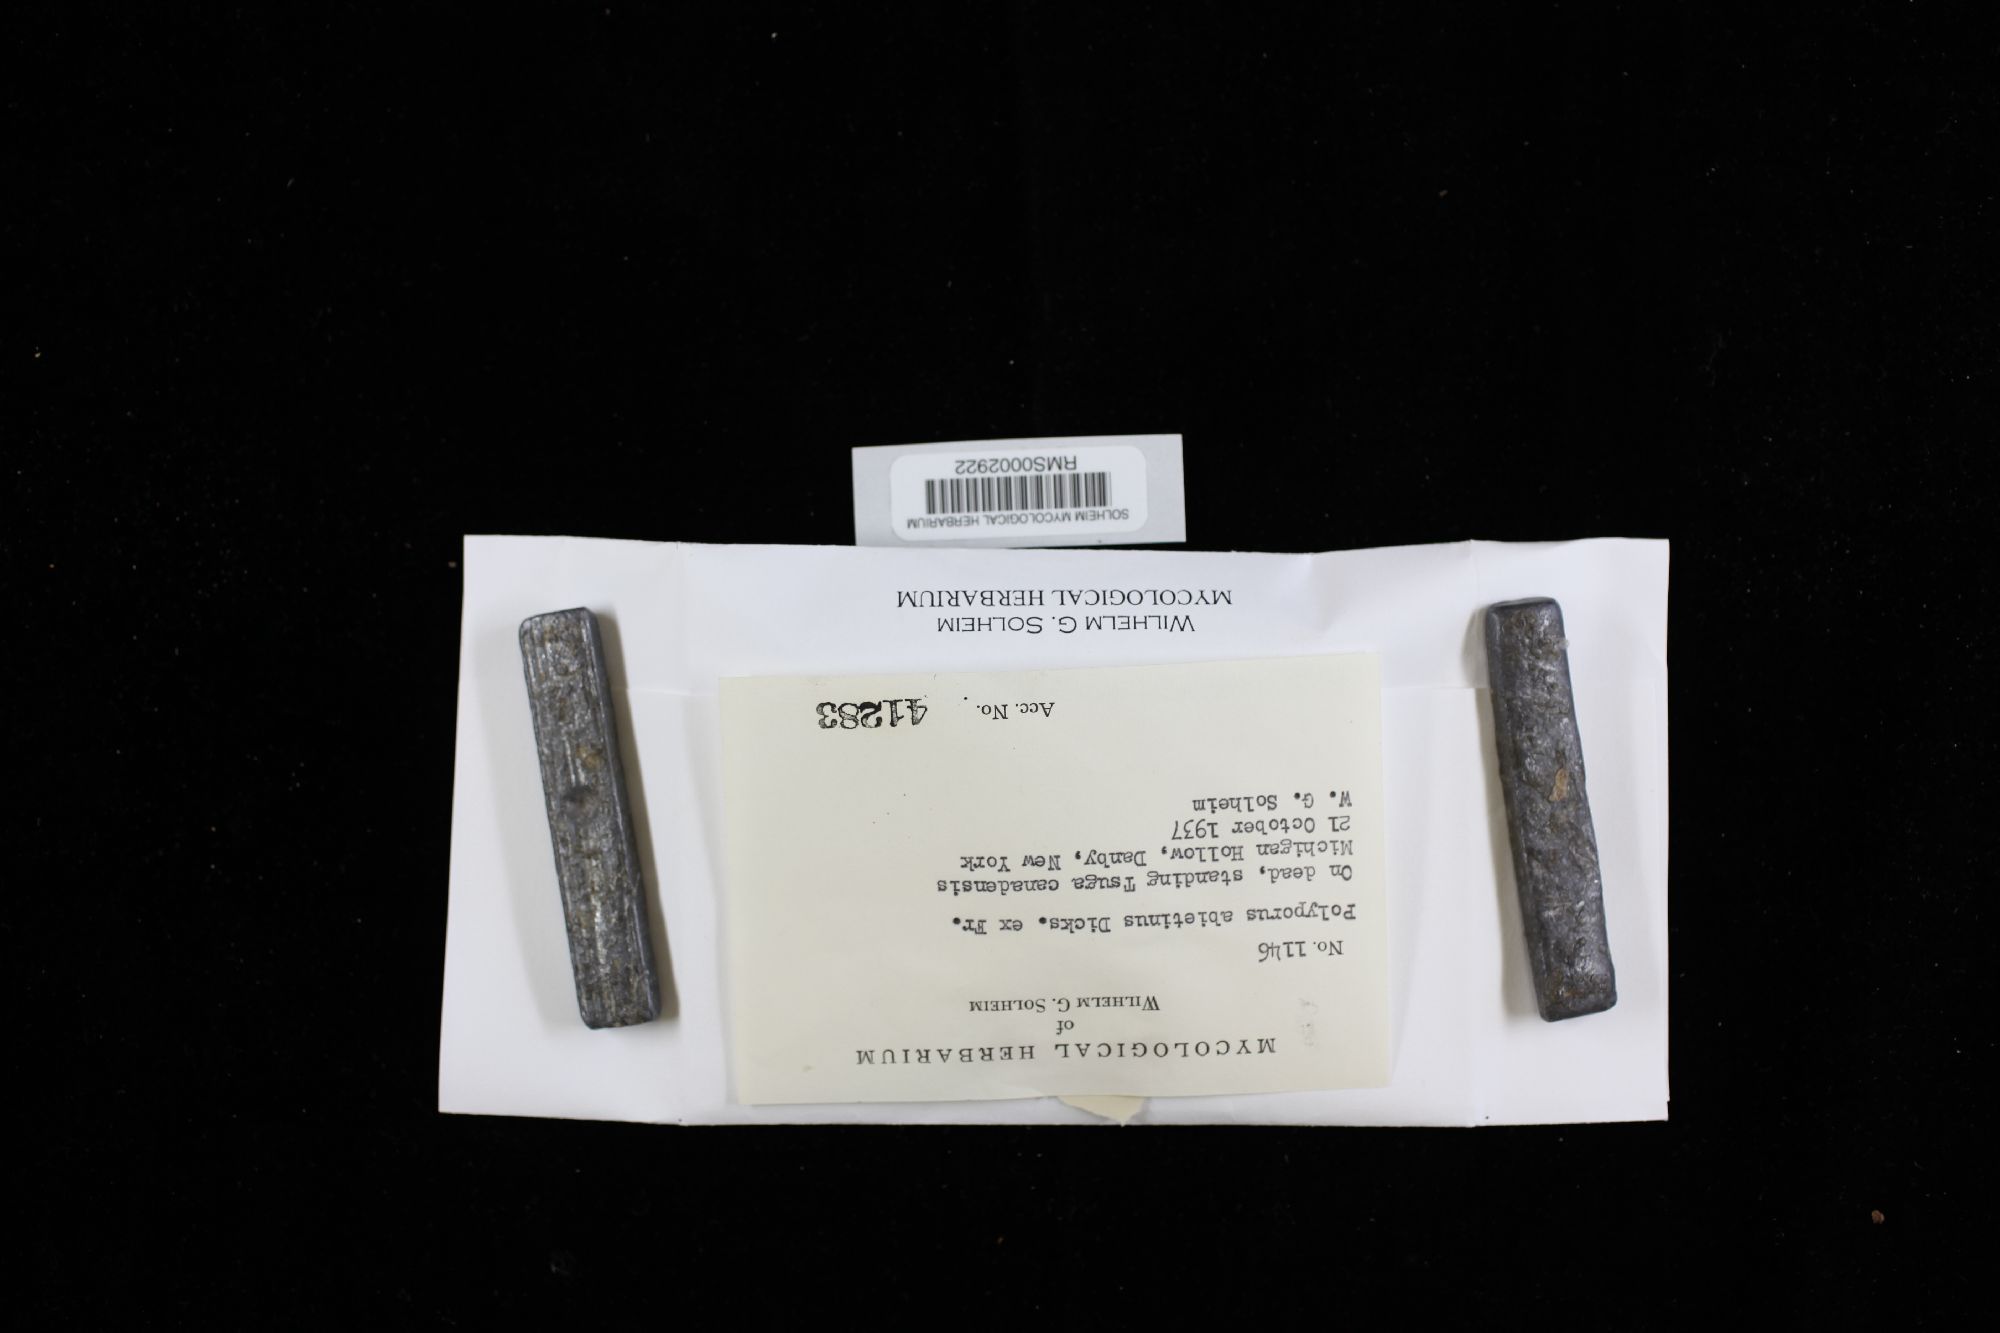 MYCOLOGICAL HERBARIUM
of
WILHELM G. SOLHEIM
No. 1146
Polyporus abietinus Dicks. ex Fr.
On dead, standing Tsuga canadensis
Michigan Hollow, Danby, New York
21 October 1937
W. G. Solheim
Acc. No. 41283
WILHELM G. SOLHEIM
MYCOLOGICAL HERBARIUM
SOLHEIM MYCOLOGICAL HERBARIUM
RMS0002922